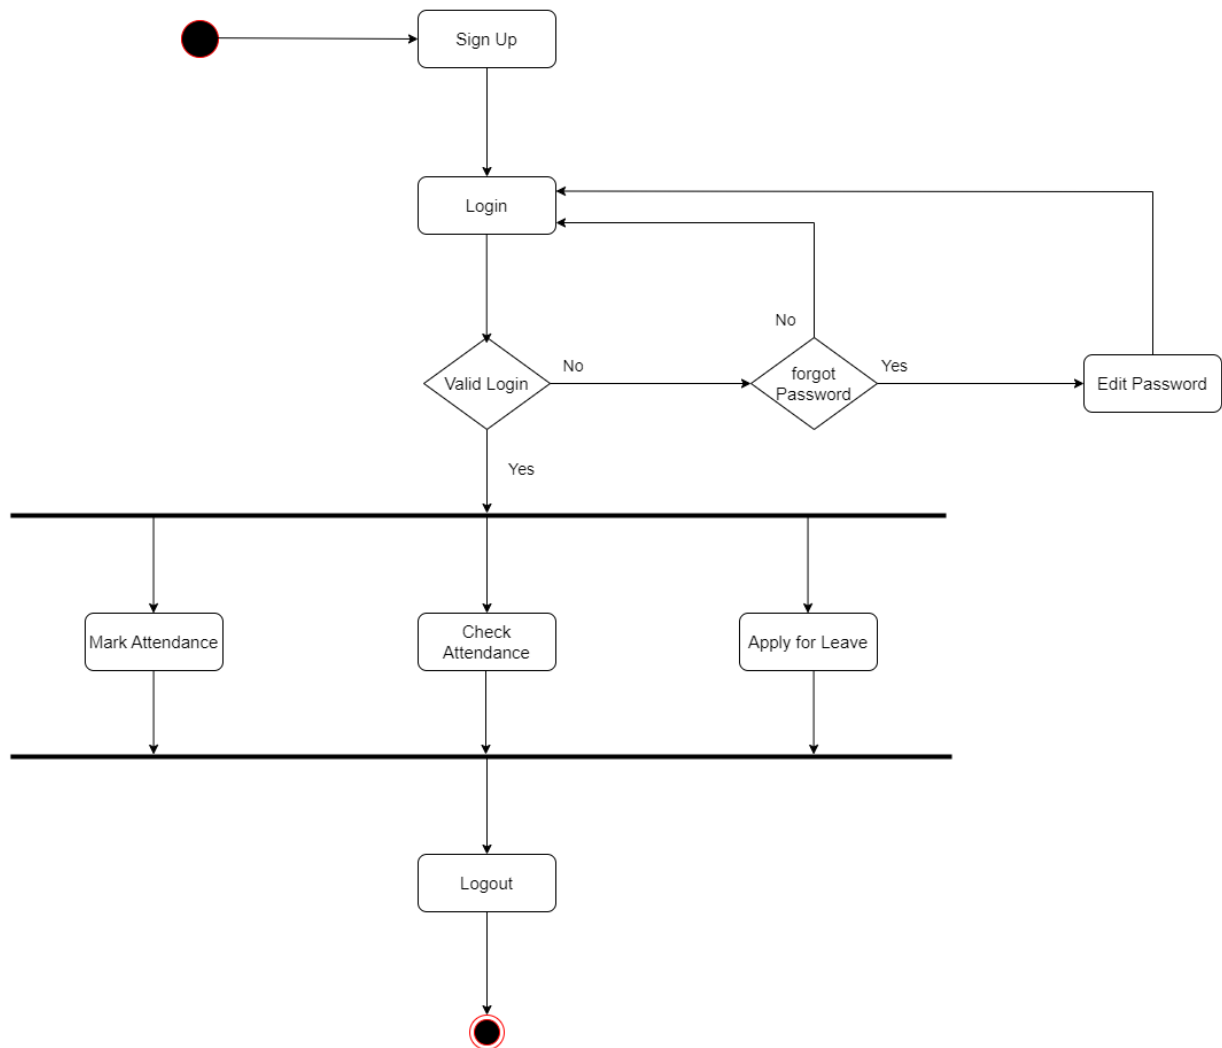 Sign Up
Login
No
Valid Login
No
forgot
Password
Yes
Edit Password
Yes
Mark Attendance
Check
Attendance
Apply for Leave
Logout